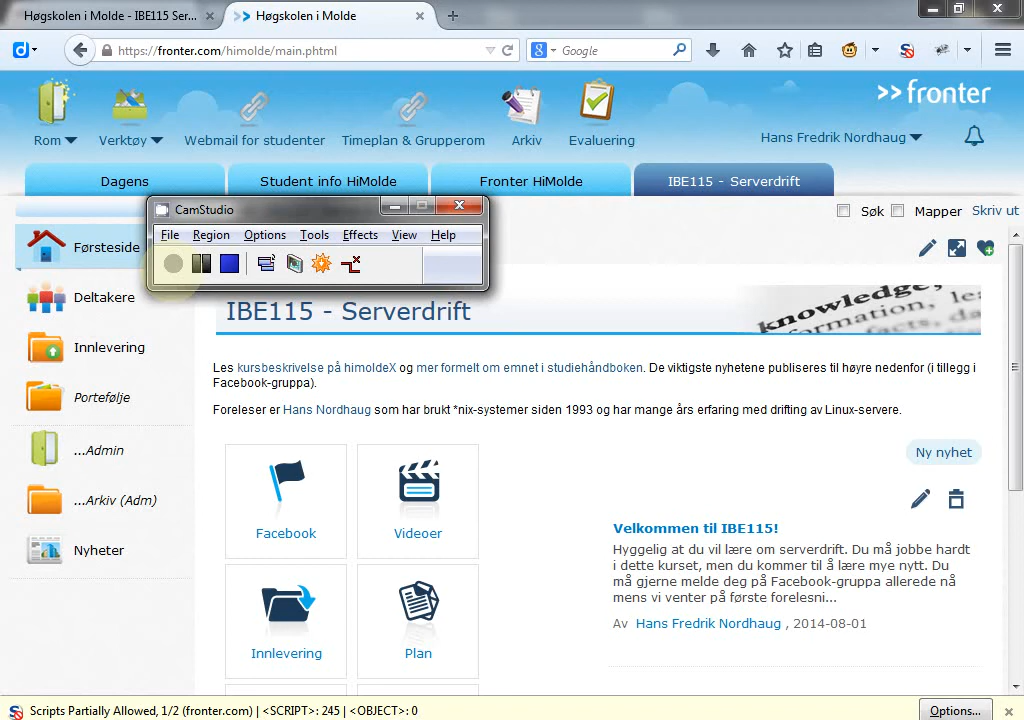 Høgskolen i Molde - IBE115 Ser...
Høgskolen i Molde
https://fronter.com/himolde/main.phtml
Google
Rom
Verktøy
Webmail for studenter
Timeplan & Grupperom
Arkiv
Evaluering
>> fronter
Hans Fredrik Nordhaug
Dagens
Student info HiMolde
Fronter HiMolde
IBE115 - Serverdrift
CamStudio
File Region Options Tools Effects View Help
Søk
Mapper
Skriv ut
Førsteside
Deltakere
Innlevering
Portefølje
...Admin
...Arkiv (Adm)
Nyheter
IBE115 - Serverdrift
knowledge,
Les kursbeskrivelse på himoldeX og mer formelt om emnet i studiehåndboken. De viktigste nyhetene publiseres til høyre nedenfor (i tillegg i
Facebook-gruppa).
Foreleser er Hans Nordhaug som har brukt *nix-systemer siden 1993 og har mange års erfaring med drifting av Linux-servere.
Facebook
Videoer
Innlevering
Plan
Ny nyhet
Velkommen til IBE115!
Hyggelig at du vil lære om serverdrift. Du må jobbe hardt
i dette kurset, men du kommer til å lære mye nytt. Du
må gjerne melde deg på Facebook-gruppa allerede nå
mens vi venter på første forelesni...
Av Hans Fredrik Nordhaug , 2014-08-01
Scripts Partially Allowed, 1/2 (fronter.com) | <SCRIPT>: 245 | <OBJECT>: 0
Options...